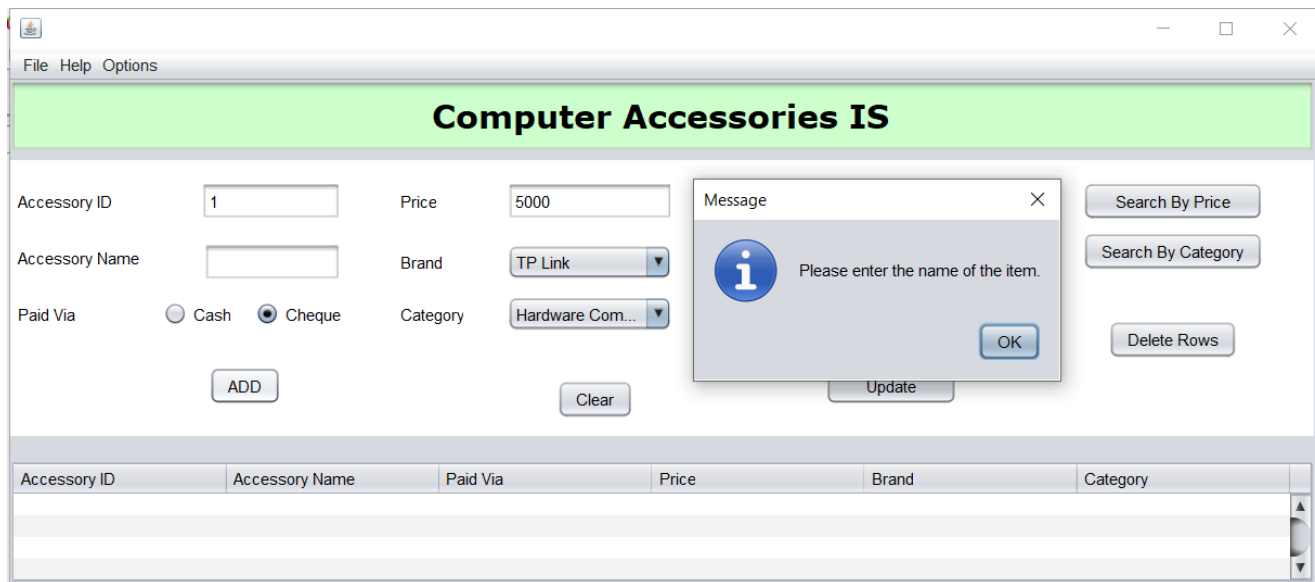 File Help Options
Computer Accessories IS
Accessory ID 1 Price 5000 Message Search By Price
Accessory Name Brand TP Link Please enter the name of the item. Search By Category
Paid Via Cash Cheque Category Hardware Com... OK Delete Rows
ADD Clear Update
Accessory ID Accessory Name Paid Via Price Brand Category